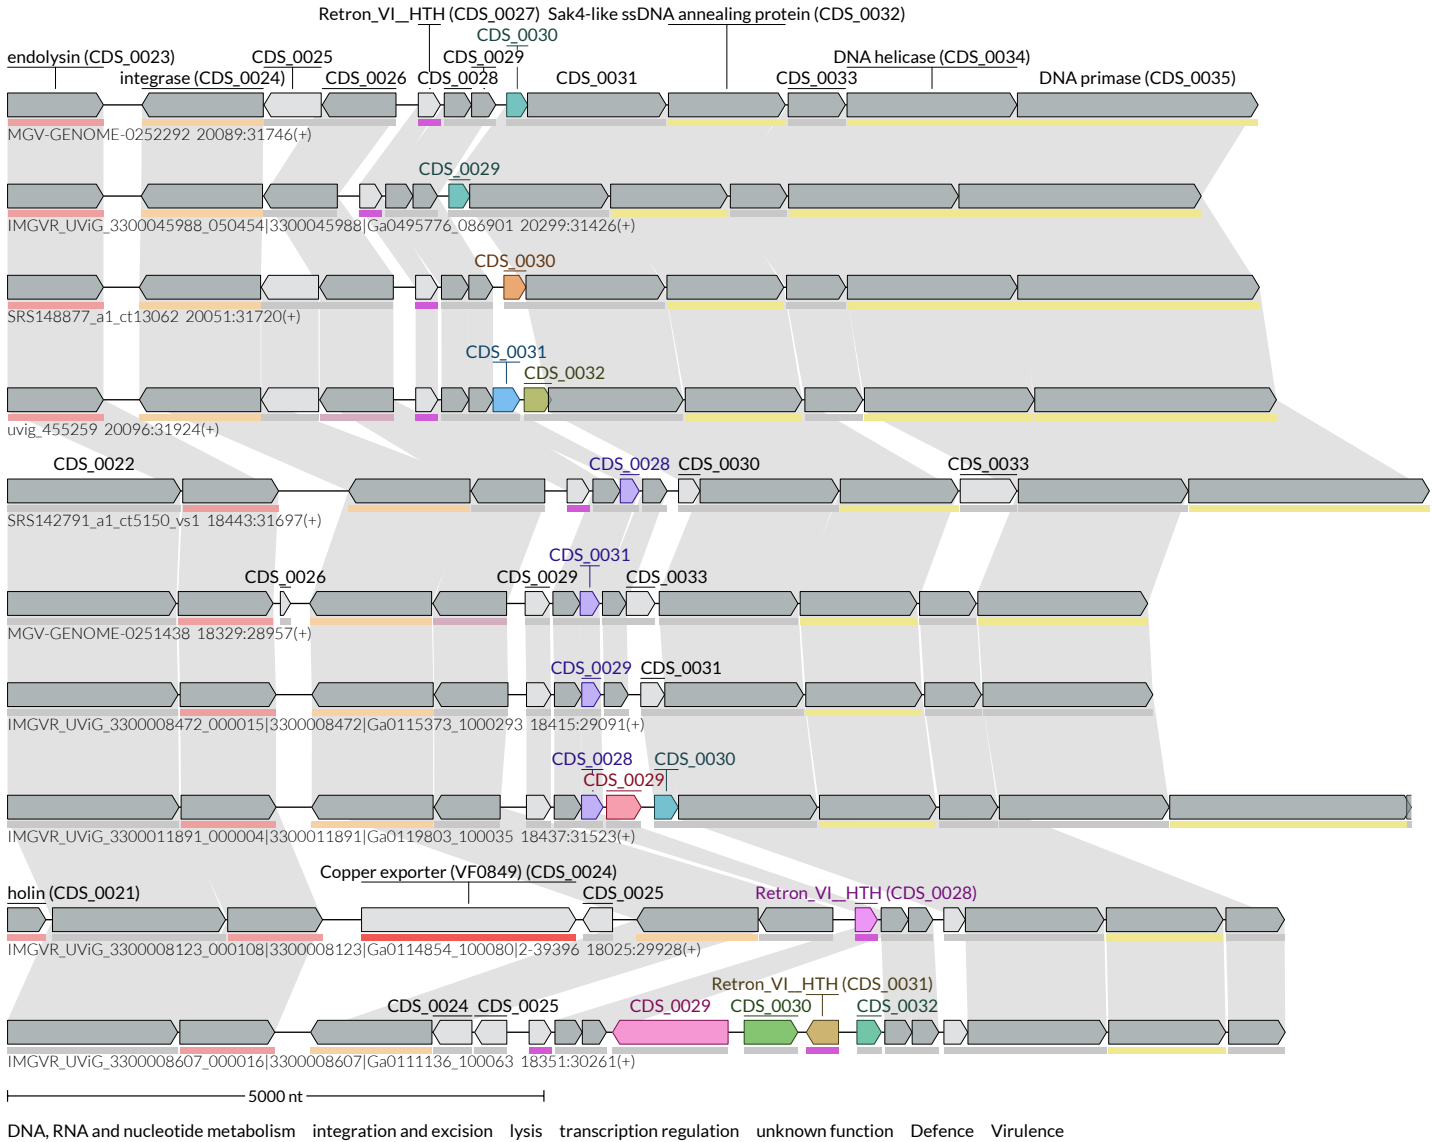 Retron_VI__HTH (CDS_0027) Sak4-like ssDNA annealing protein (CDS_0032)
CDS_0030
endolysin (CDS_0023) CDS_0025 CDS_0029 DNA helicase (CDS_0034)
integrase (CDS_0024) CDS_0026 CDS_0028 CDS_0031 CDS_0033 DNA primase (CDS_0035)
MGV-GENOME-0252292 20089:31746(+)
CDS_0029
IMGVR_UViG_3300045988_050454|3300045988|Ga0495776_086901 20299:31426(+)
CDS_0030
SRS148877_a1_ct13062 20051:31720(+)
CDS_0031
CDS_0032
uvig_455259 20096:31924(+)
CDS_0022 CDS_0028 CDS_0030 CDS_0033
SRS142791_a1_ct5150_vs1 18443:31697(+)
CDS_0031
CDS_0026 CDS_0029 CDS_0033
MGV-GENOME-0251438 18329:28957(+)
CDS_0029 CDS_0031
IMGVR_UViG_3300008472_000015|3300008472|Ga0115373_1000293 18415:29091(+)
CDS_0028 CDS_0030
CDS_0029
IMGVR_UViG_3300011891_000004|3300011891|Ga0119803_100035 18437:31523(+)
Copper exporter (VF0849) (CDS_0024)
holin (CDS_0021) CDS_0025 Retron_VI__HTH (CDS_0028)
IMGVR_UViG_3300008123_000108|3300008123|Ga0114854_100080|2-39396 18025:29928(+)
Retron_VI__HTH (CDS_0031)
CDS_0024 CDS_0025 CDS_0029 CDS_0030 CDS_0032
IMGVR_UViG_3300008607_000016|3300008607|Ga0111136_100063 18351:30261(+)
5000 nt
DNA, RNA and nucleotide metabolism integration and excision lysis transcription regulation unknown function Defence Virulence